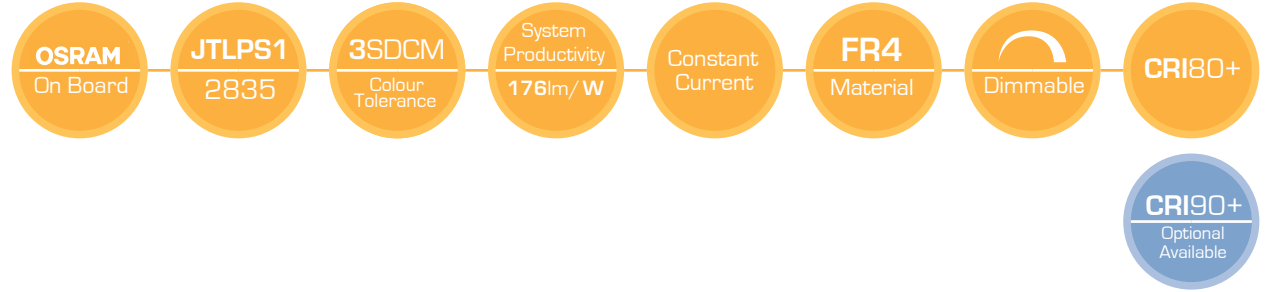 OSRAM
On Board
JTLPS1
2835
3SDCM
Colour
Tolerance
System
Productivity
176lm/ W
Constant
Current
FR4
Material
Dimmable
CRI80+
CRI90+
Optional
Available